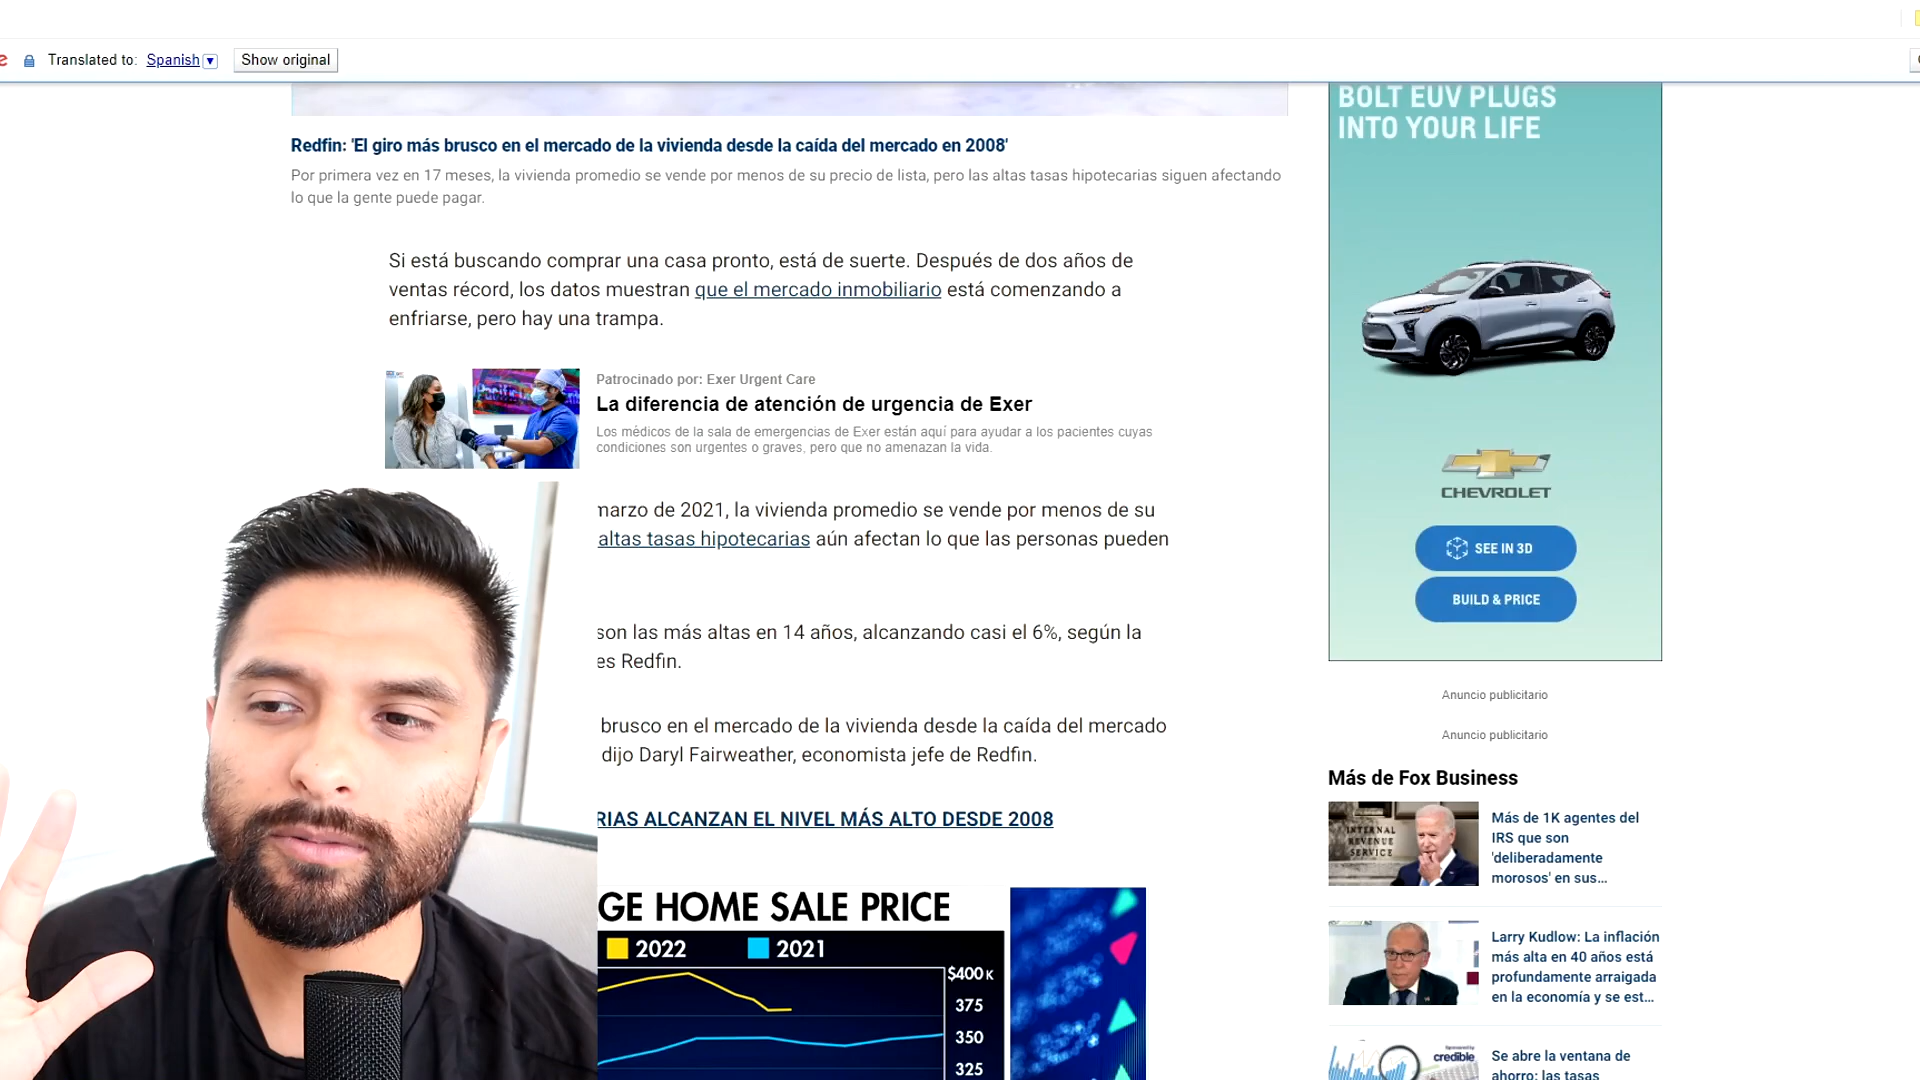 Translated to: Spanish
Show original
BOLT EUV PLUGS
INTO YOUR LIFE
Redfin: 'El giro más brusco en el mercado de la vivienda desde la caída del mercado en 2008'
Por primera vez en 17 meses, la vivienda promedio se vende por menos de su precio de lista, pero las altas tasas hipotecarias siguen afectando
lo que la gente puede pagar.
Si está buscando comprar una casa pronto, está de suerte. Después de dos años de
ventas récord, los datos muestran que el mercado inmobiliario está comenzando a
enfriarse, pero hay una trampa.
Patrocinado por: Exer Urgent Care
La diferencia de atención de urgencia de Exer
Los médicos de la sala de emergencias de Exer están aquí para ayudar a los pacientes cuyas
condiciones son urgentes o graves, pero que no amenazan la vida.
marzo de 2021, la vivienda promedio se vende por menos de su
altas tasas hipotecarias aún afectan lo que las personas pueden
son las más altas en 14 años, alcanzando casi el 6%, según la
es Redfin.
brusco en el mercado de la vivienda desde la caída del mercado
dijo Daryl Fairweather, economista jefe de Redfin.
RIAS ALCANZAN EL NIVEL MÁS ALTO DESDE 2008
GE HOME SALE PRICE
2022
2021
$400K
375
350
325
CHEVROLET
SEE IN 3D
BUILD & PRICE
Anuncio publicitario
Anuncio publicitario
Más de Fox Business
INTERNAL
REVENUE
SERVICE
Más de 1K agentes del
IRS que son
'deliberadamente
morosos' en sus...
Larry Kudlow: La inflación
más alta en 40 años está
profundamente arraigada
en la economía y se est...
credible
Se abre la ventana de
ahorro: las tasas